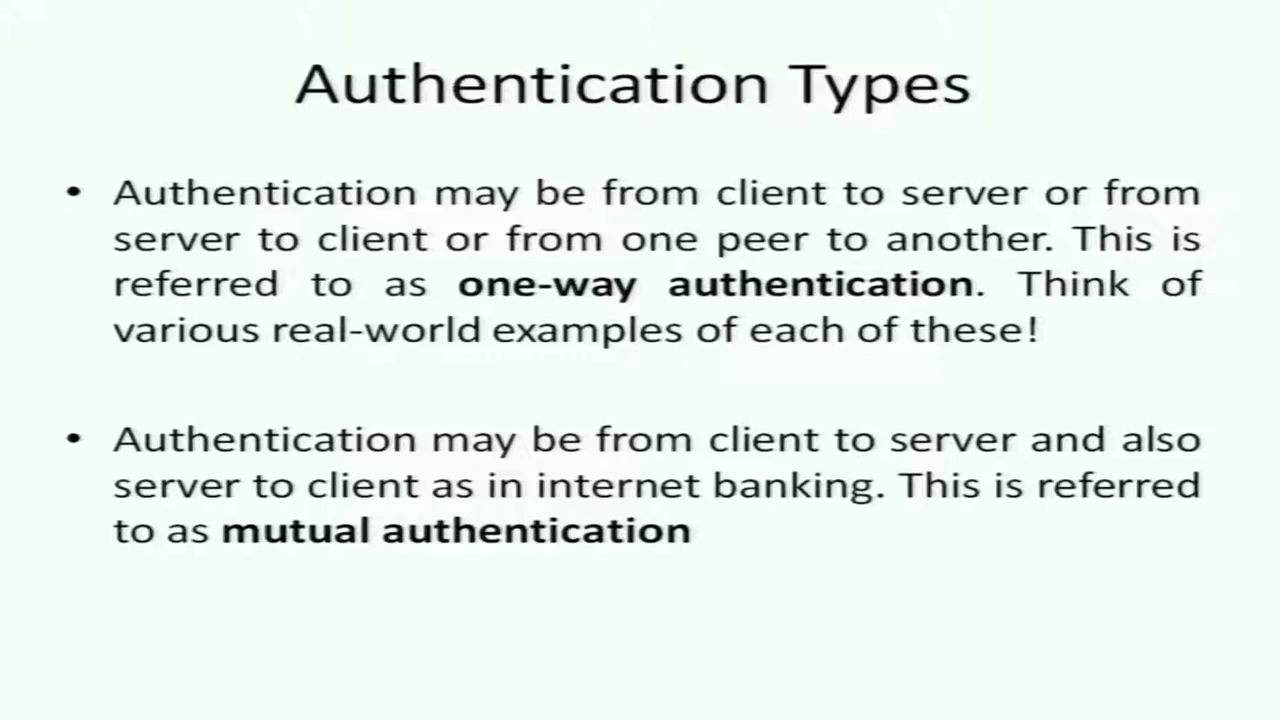 Authentication Types
• Authentication may be from client to server or from
server to client or from one peer to another. This is
referred to as one-way authentication. Think of
various real-world examples of each of these!
• Authentication may be from client to server and also
server to client as in internet banking. This is referred
to as mutual authentication